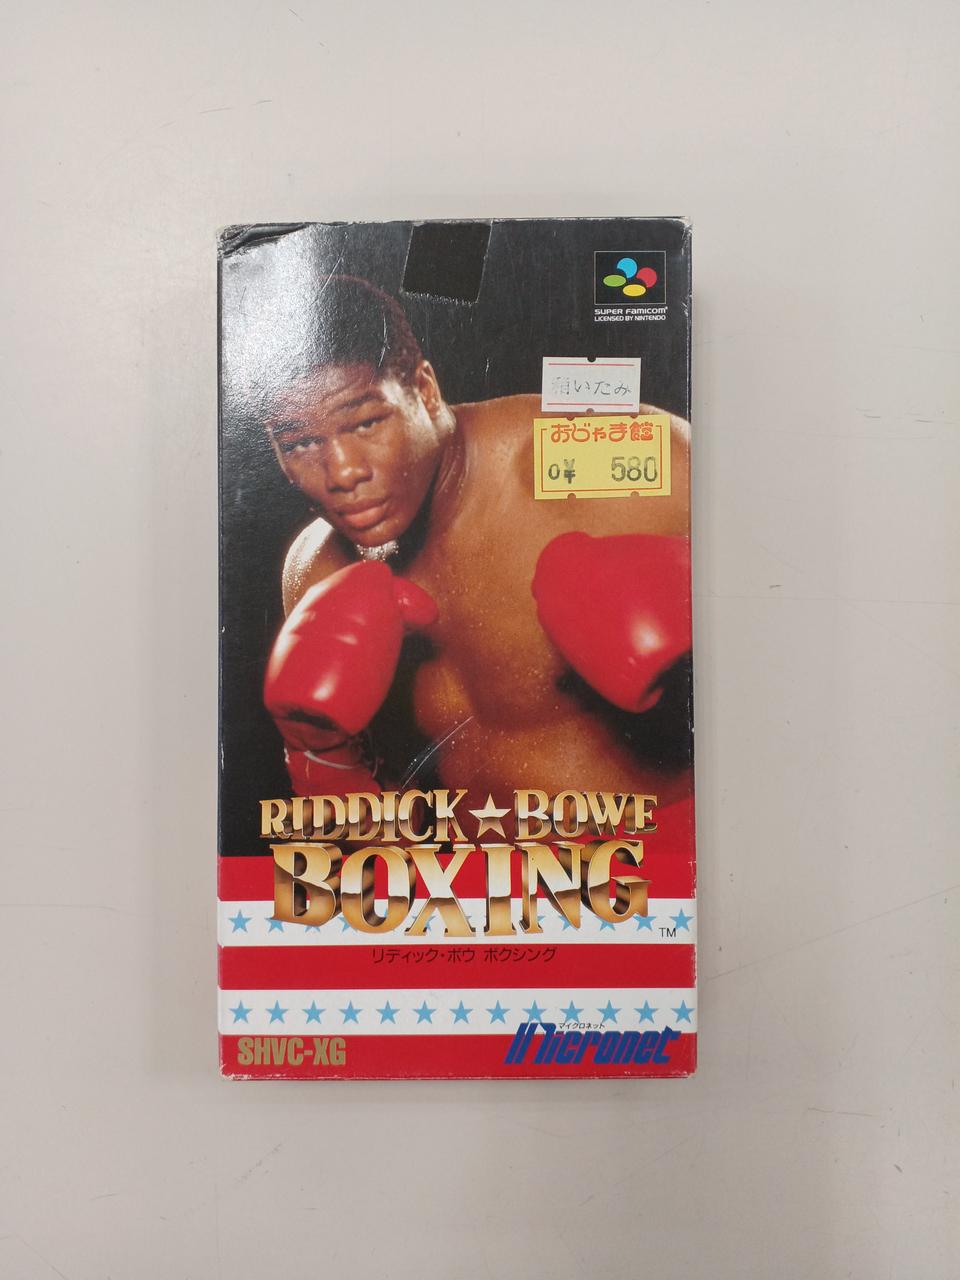 SUPER FAMICOM
LICENSED BY NINTENDO
箱いたみ
おじゃま館
0¥ 580
RIDDICK★BOWE
BOXING
TM
リディック・ボウ ボクシング
マイクロネット
Micronet
SHVC-XG